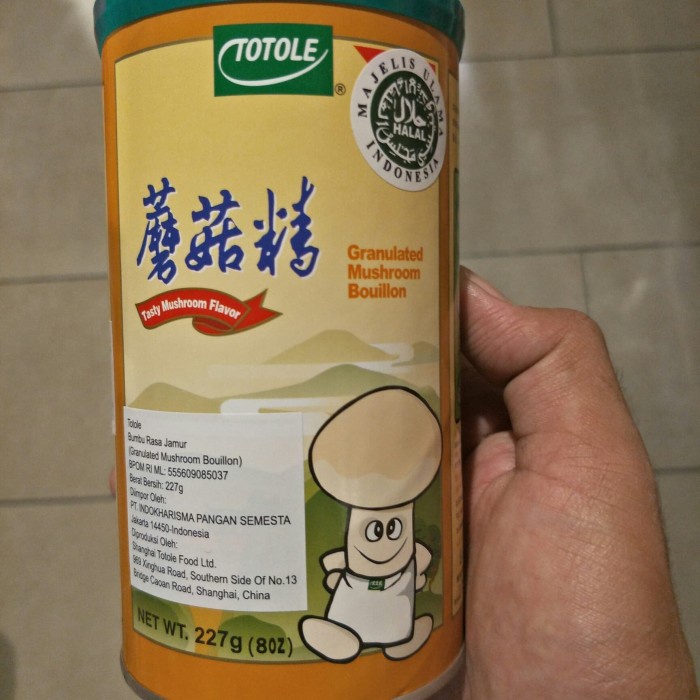 TOTOLE
®
MAJELIS ULAMA INDONESIA
حلال
HALAL
蘑菇精
Granulated
Mushroom
Bouillon
Tasty Mushroom Flavor
Totole
Bumbu Rasa Jamur
(Granulated Mushroom Bouillon)
BPOM RI ML: 555609085037
Berat Bersih: 227g
Diimpor Oleh:
PT. INDOKHARISMA PANGAN SEMESTA
Jakarta 14450-Indonesia
Diproduksi Oleh:
Shanghai Totole Food Ltd.
969 Xinghua Road, Southern Side Of No.13
Bridge Caoan Road, Shanghai, China
NET WT. 227g (8OZ)